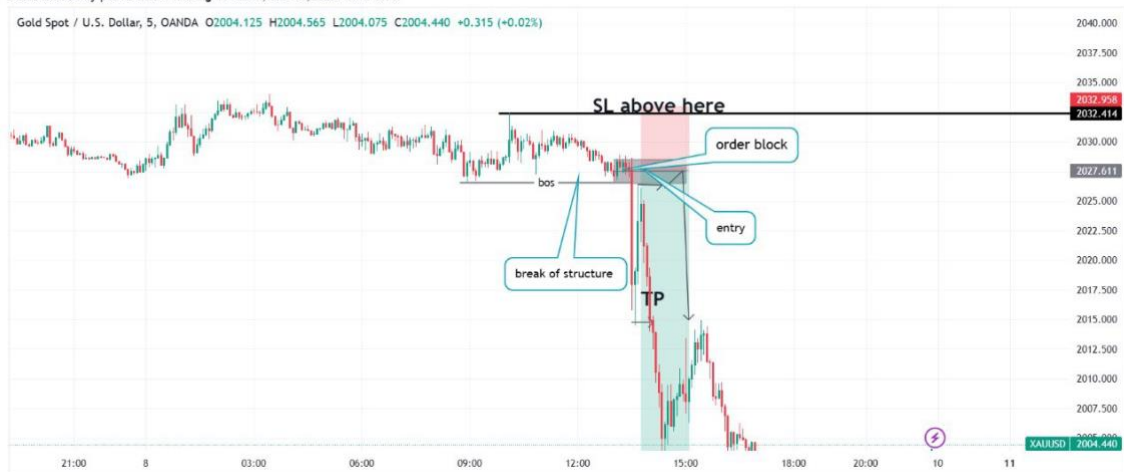 Gold Spot / U.S. Dollar, 5, OANDA O2004.125 H2004.565 L2004.075 C2004.440 +0.315 (+0.02%)
2040.000
2037.500
2035.000
SL above here
2032.958
2032.414
2030.000
order block
2027.611
bos
2025.000
entry
2022.500
2020.000
break of structure
2017.500
TP
2015.000
2012.500
2010.000
2007.500
2005.000
XAUUSD 2004.440
21:00 8 03:00 06:00 09:00 12:00 15:00 18:00 20:00 10 11